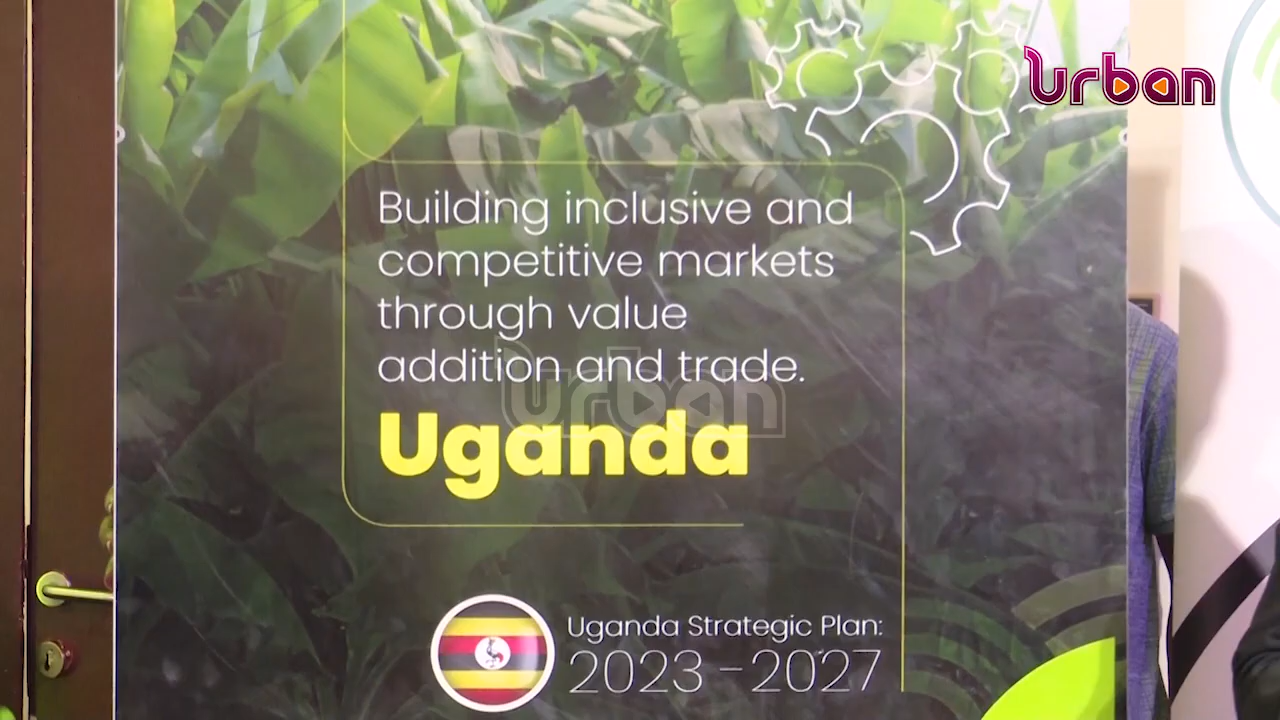 Urban
Building inclusive and
competitive markets
through value
addition and trade.
urban
Uganda
Uganda Strategic Plan:
2023 – 2027